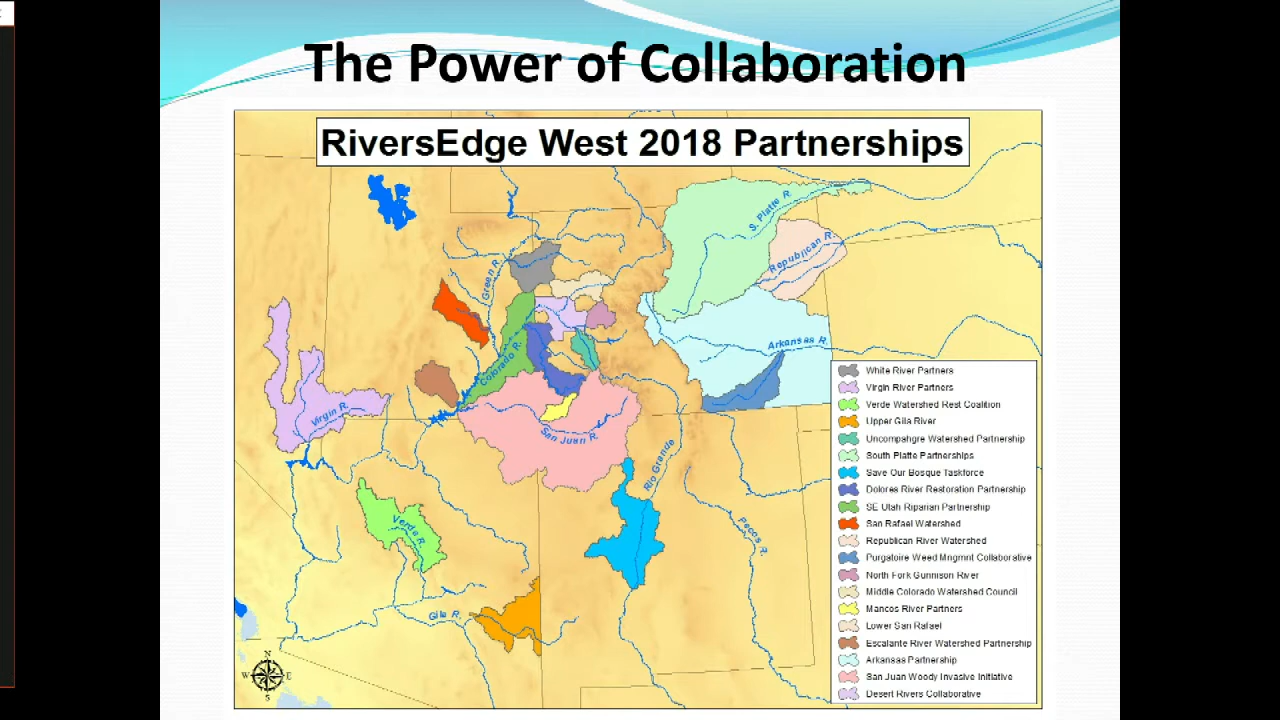 The Power of Collaboration
RiversEdge West 2018 Partnerships
S. Platte R.
Republican R.
Green R.
Arkansas R.
Colorado R.
Virgin R.
San Juan R.
Rio Grande
Verde R.
Pecos R.
Gila R.
N
W
E
S
White River Partners
Virgin River Partners
Verde Watershed Rest Coalition
Upper Gila River
Uncompahgre Watershed Partnership
South Platte Partnerships
Save Our Bosque Taskforce
Dolores River Restoration Partnership
SE Utah Riparian Partnership
San Rafael Watershed
Republican River Watershed
Purgatoire Weed Mngmnt Collaborative
North Fork Gunnison River
Middle Colorado Watershed Council
Mancos River Partners
Lower San Rafael
Escalante River Watershed Partnership
Arkansas Partnership
San Juan Woody Invasive Initiative
Desert Rivers Collaborative